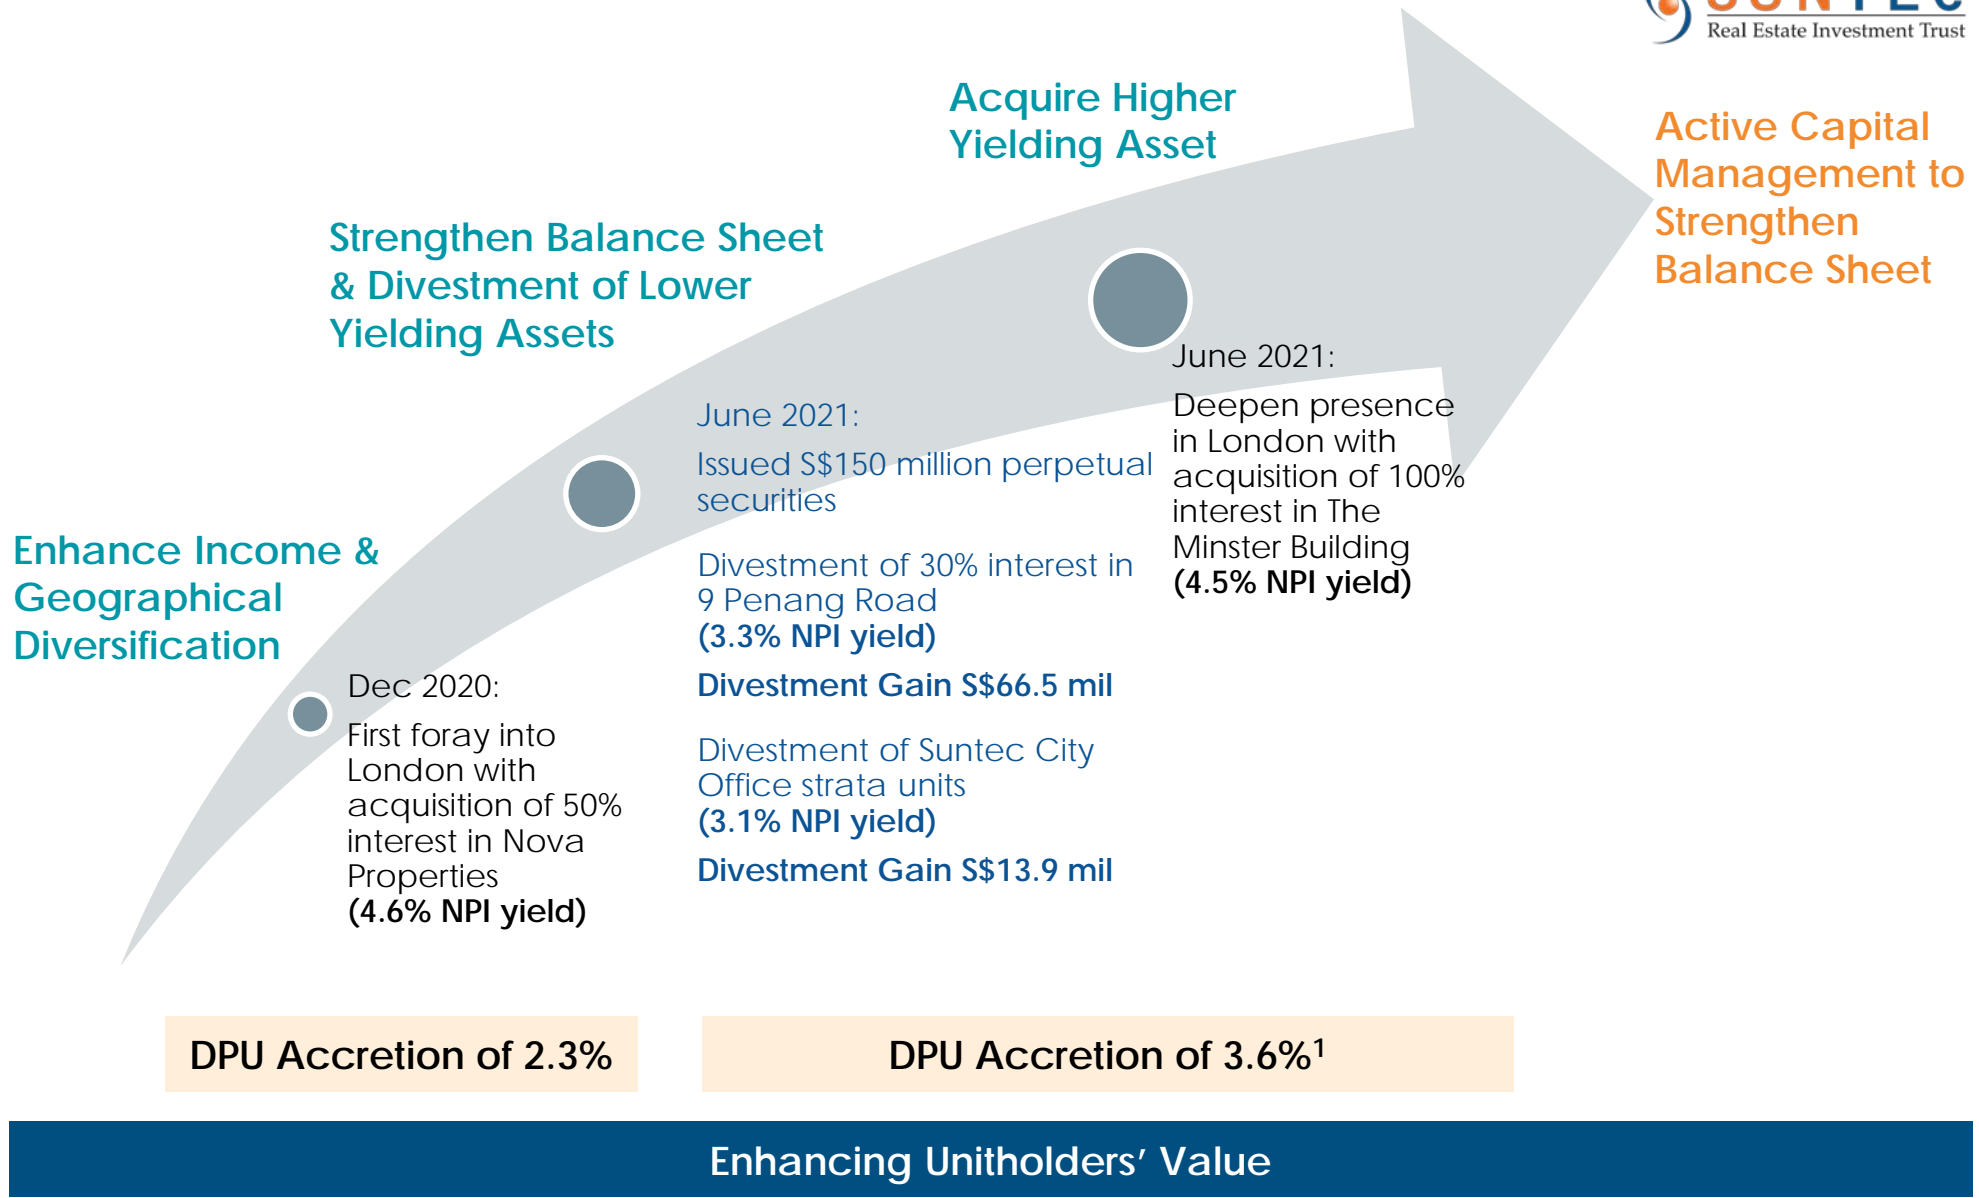 SUNTEC
Real Estate Investment Trust
Acquire Higher
Yielding Asset
Active Capital
Management to
Strengthen
Balance Sheet
Strengthen Balance Sheet
& Divestment of Lower
Yielding Assets
Enhance Income &
Geographical
Diversification
Dec 2020:
First foray into
London with
acquisition of 50%
interest in Nova
Properties
(4.6% NPI yield)
June 2021:
Issued S$150 million perpetual
securities
Divestment of 30% interest in
9 Penang Road
(3.3% NPI yield)
Divestment Gain S$66.5 mil
Divestment of Suntec City
Office strata units
(3.1% NPI yield)
Divestment Gain S$13.9 mil
June 2021:
Deepen presence
in London with
acquisition of 100%
interest in The
Minster Building
(4.5% NPI yield)
DPU Accretion of 2.3%
DPU Accretion of 3.6%¹
Enhancing Unitholders’ Value